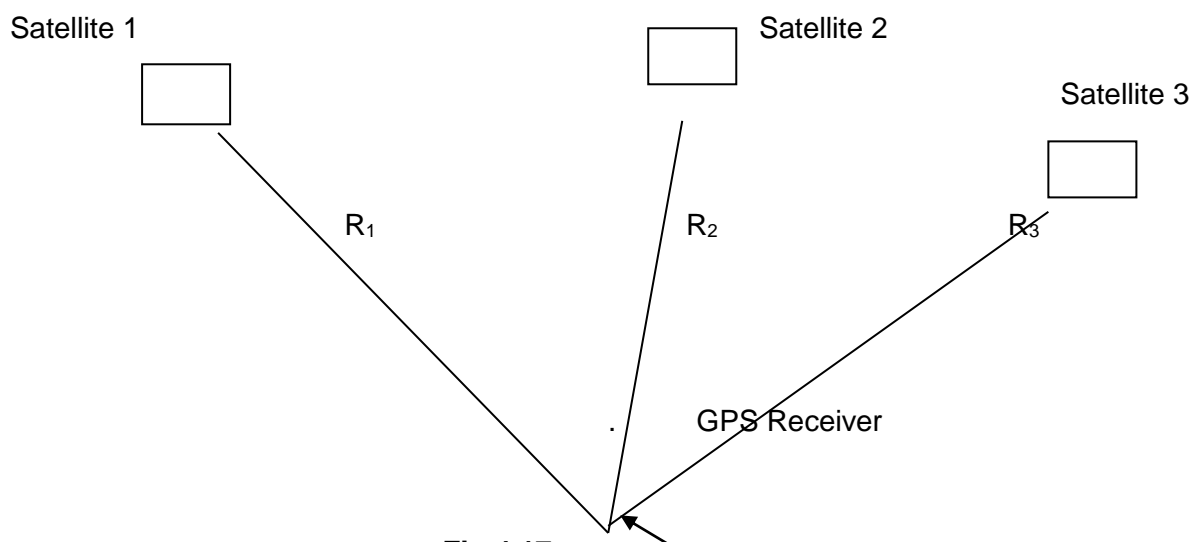 Satellite 1
Satellite 2
Satellite 3
R₁
R₂
R₃
GPS Receiver